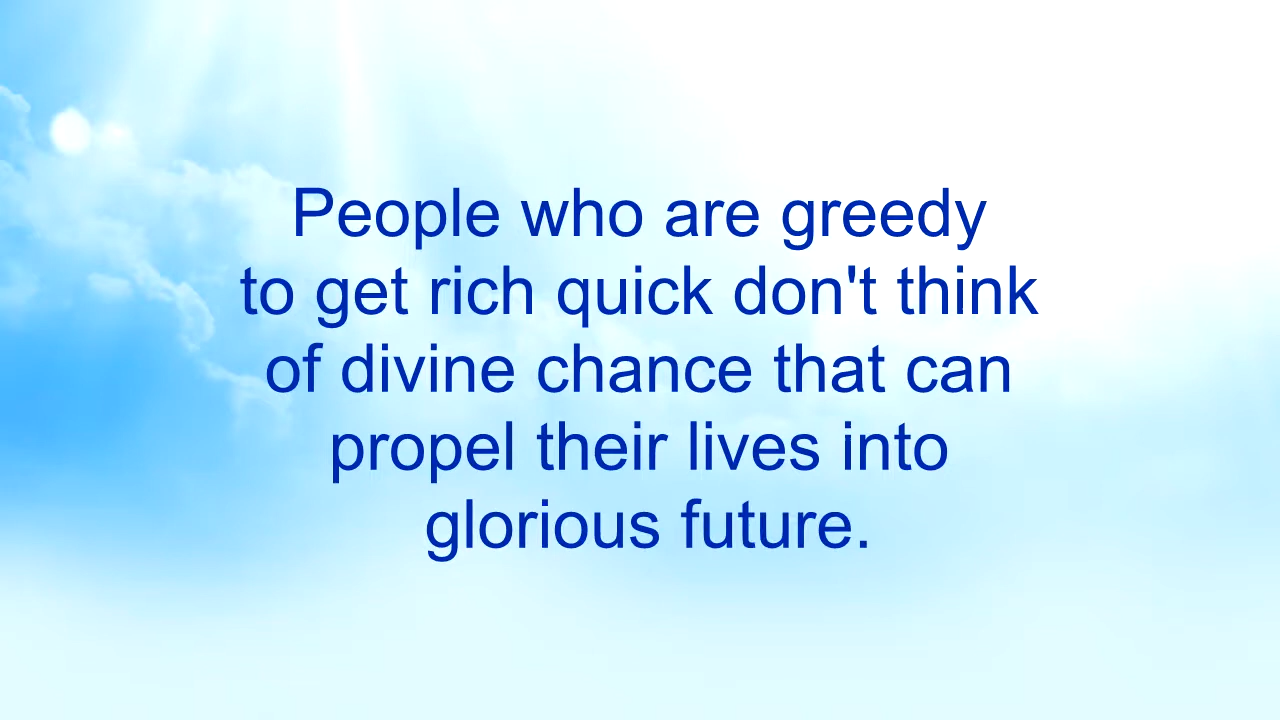 People who are greedy
to get rich quick don't think
of divine chance that can
propel their lives into
glorious future.